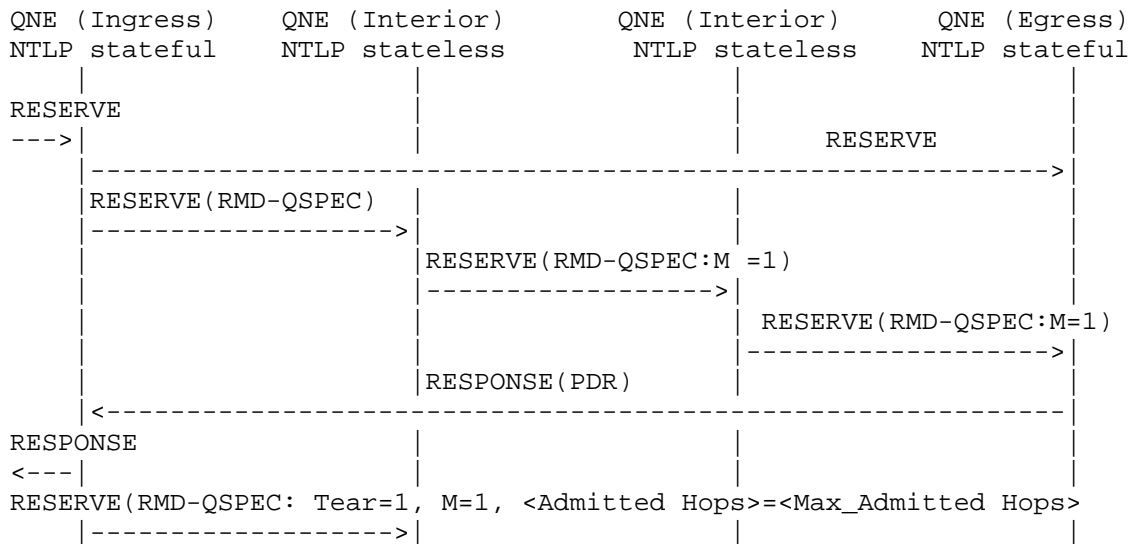 QNE (Ingress) QNE (Interior) QNE (Interior) QNE (Egress)
NTLP stateful NTLP stateless NTLP stateless NTLP stateful
RESERVE
RESERVE
RESERVE(RMD-QSPEC)
RESERVE(RMD-QSPEC:M =1)
RESERVE(RMD-QSPEC:M=1)
RESPONSE(PDR)
RESPONSE
RESERVE(RMD-QSPEC: Tear=1, M=1, <Admitted Hops>=<Max_Admitted Hops>